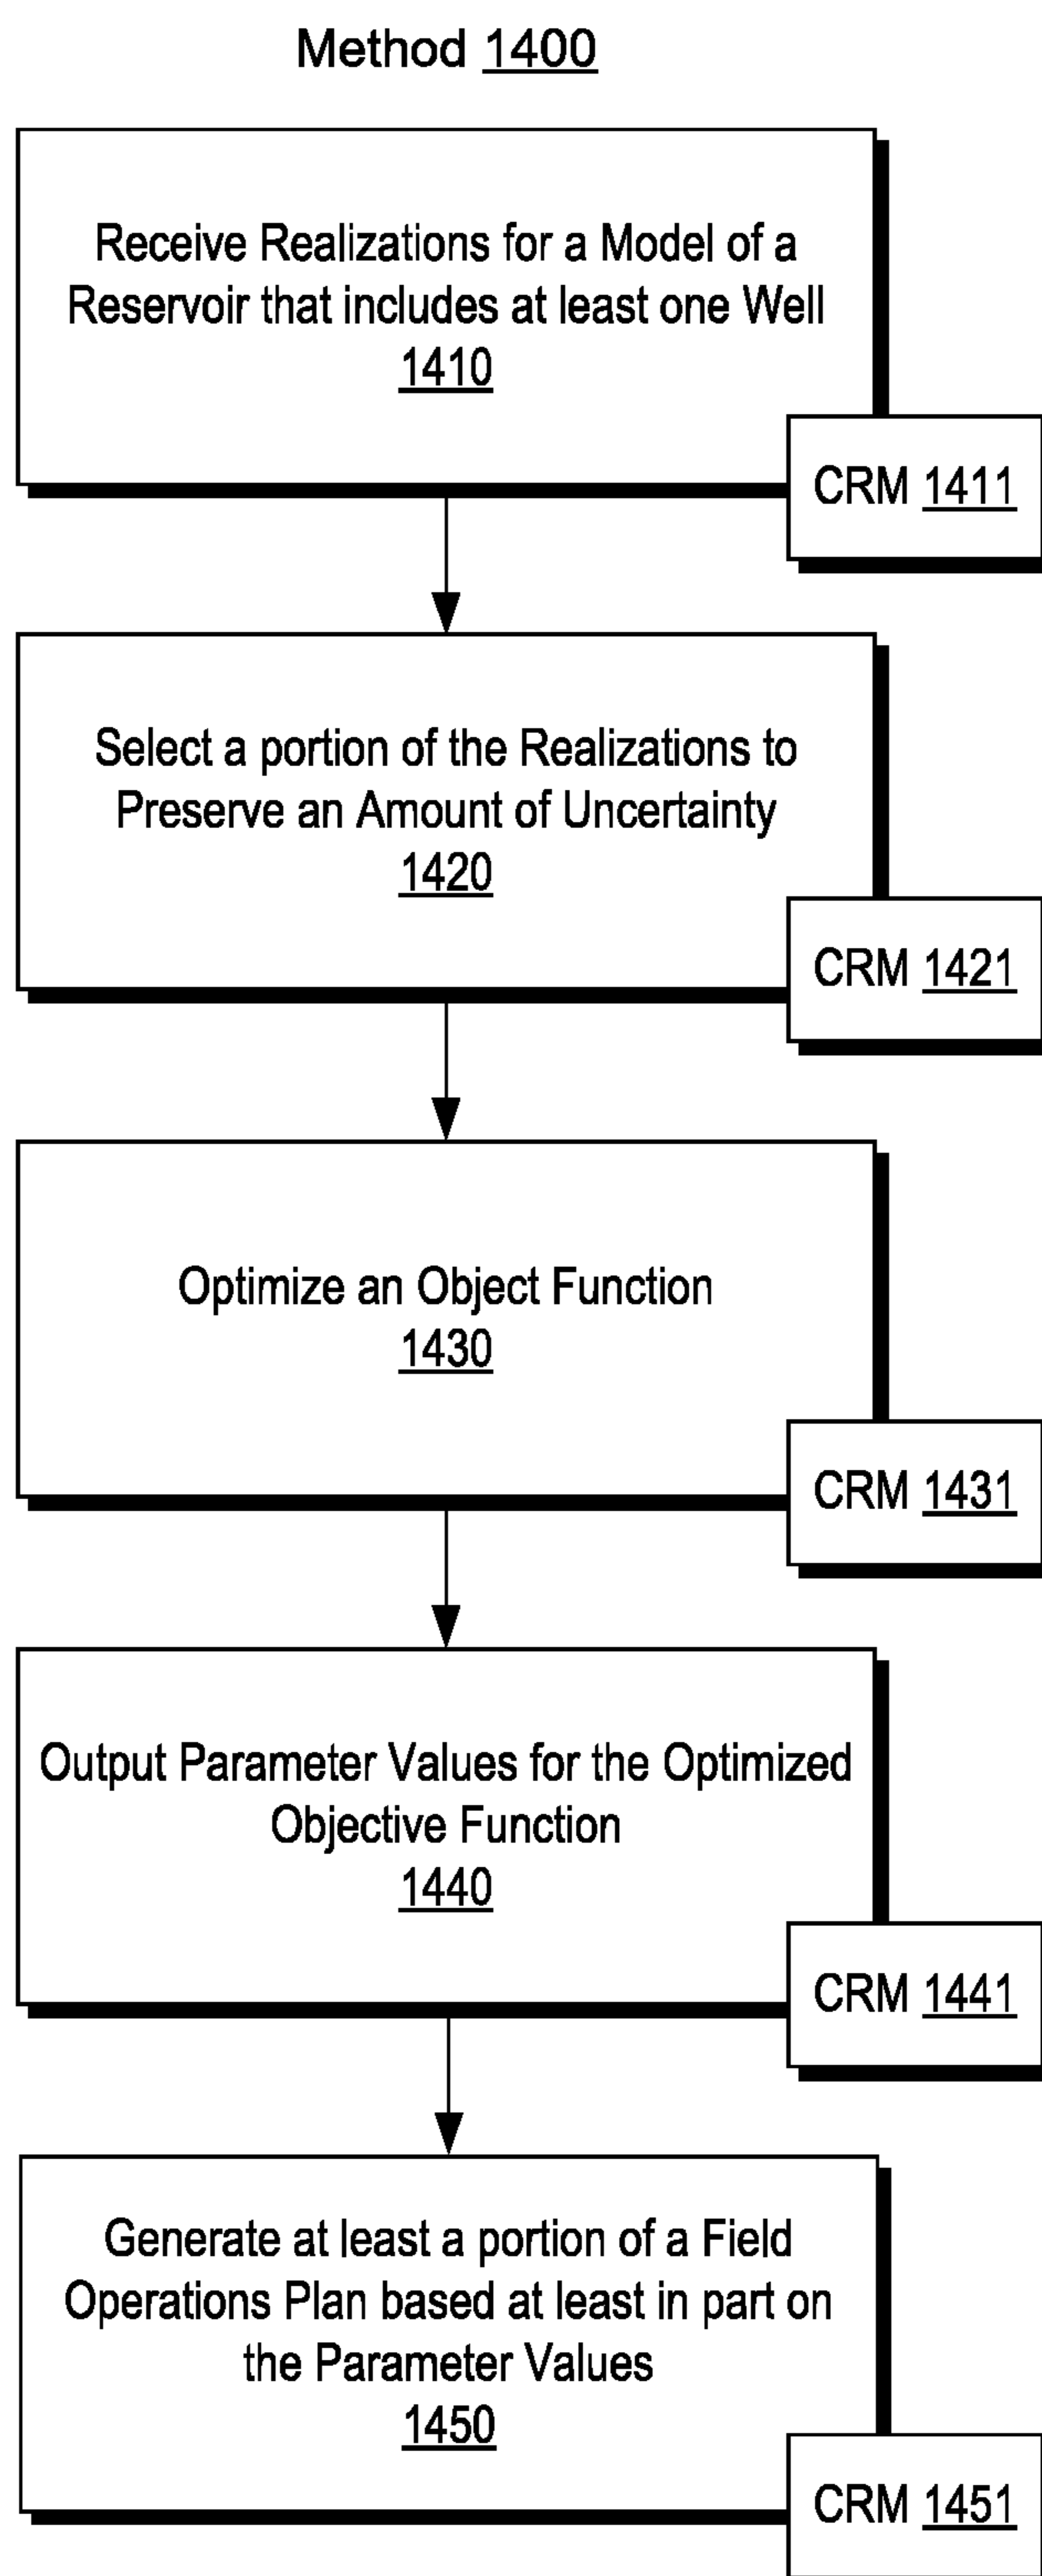 Method 1400
Receive Realizations for a Model of a
Reservoir that includes at least one Well
1410
CRM 1411
Select a portion of the Realizations to
Preserve an Amount of Uncertainty
1420
CRM 1421
Optimize an Object Function
1430
CRM 1431
Output Parameter Values for the Optimized
Objective Function
1440
CRM 1441
Generate at least a portion of a Field
Operations Plan based at least in part on
the Parameter Values
1450
CRM 1451